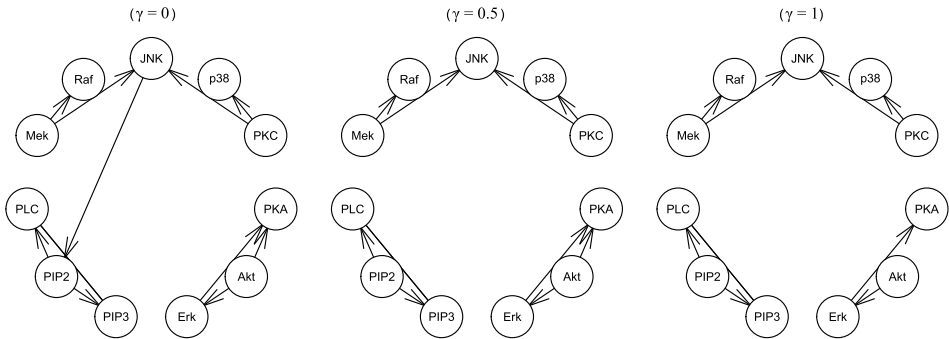 (γ = 0)
JNK
Raf
p38
Mek
PKC
PLC
PKA
PIP2
Akt
PIP3
Erk
(γ = 0.5)
JNK
Raf
p38
Mek
PKC
PLC
PKA
PIP2
Akt
PIP3
Erk
(γ = 1)
JNK
Raf
p38
Mek
PKC
PLC
PKA
PIP2
Akt
PIP3
Erk